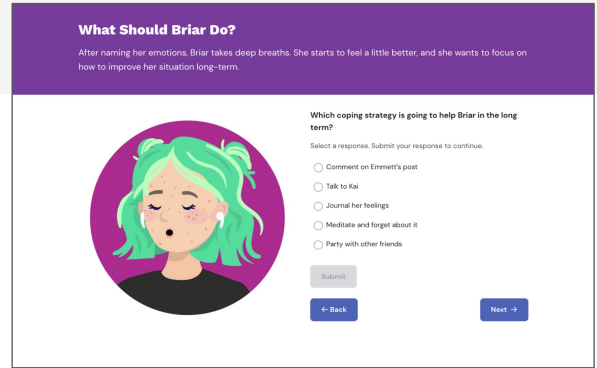 What Should Briar Do?
After naming her emotions, Briar takes deep breaths. She starts to feel a little better, and she wants to focus on
how to improve her situation long-term.
Which coping strategy is going to help Briar in the long
term?
Select a response. Submit your response to continue.
Comment on Emmett's post
Talk to Kai
Journal her feelings
Meditate and forget about it
Party with other friends
Submit
← Back
Next →